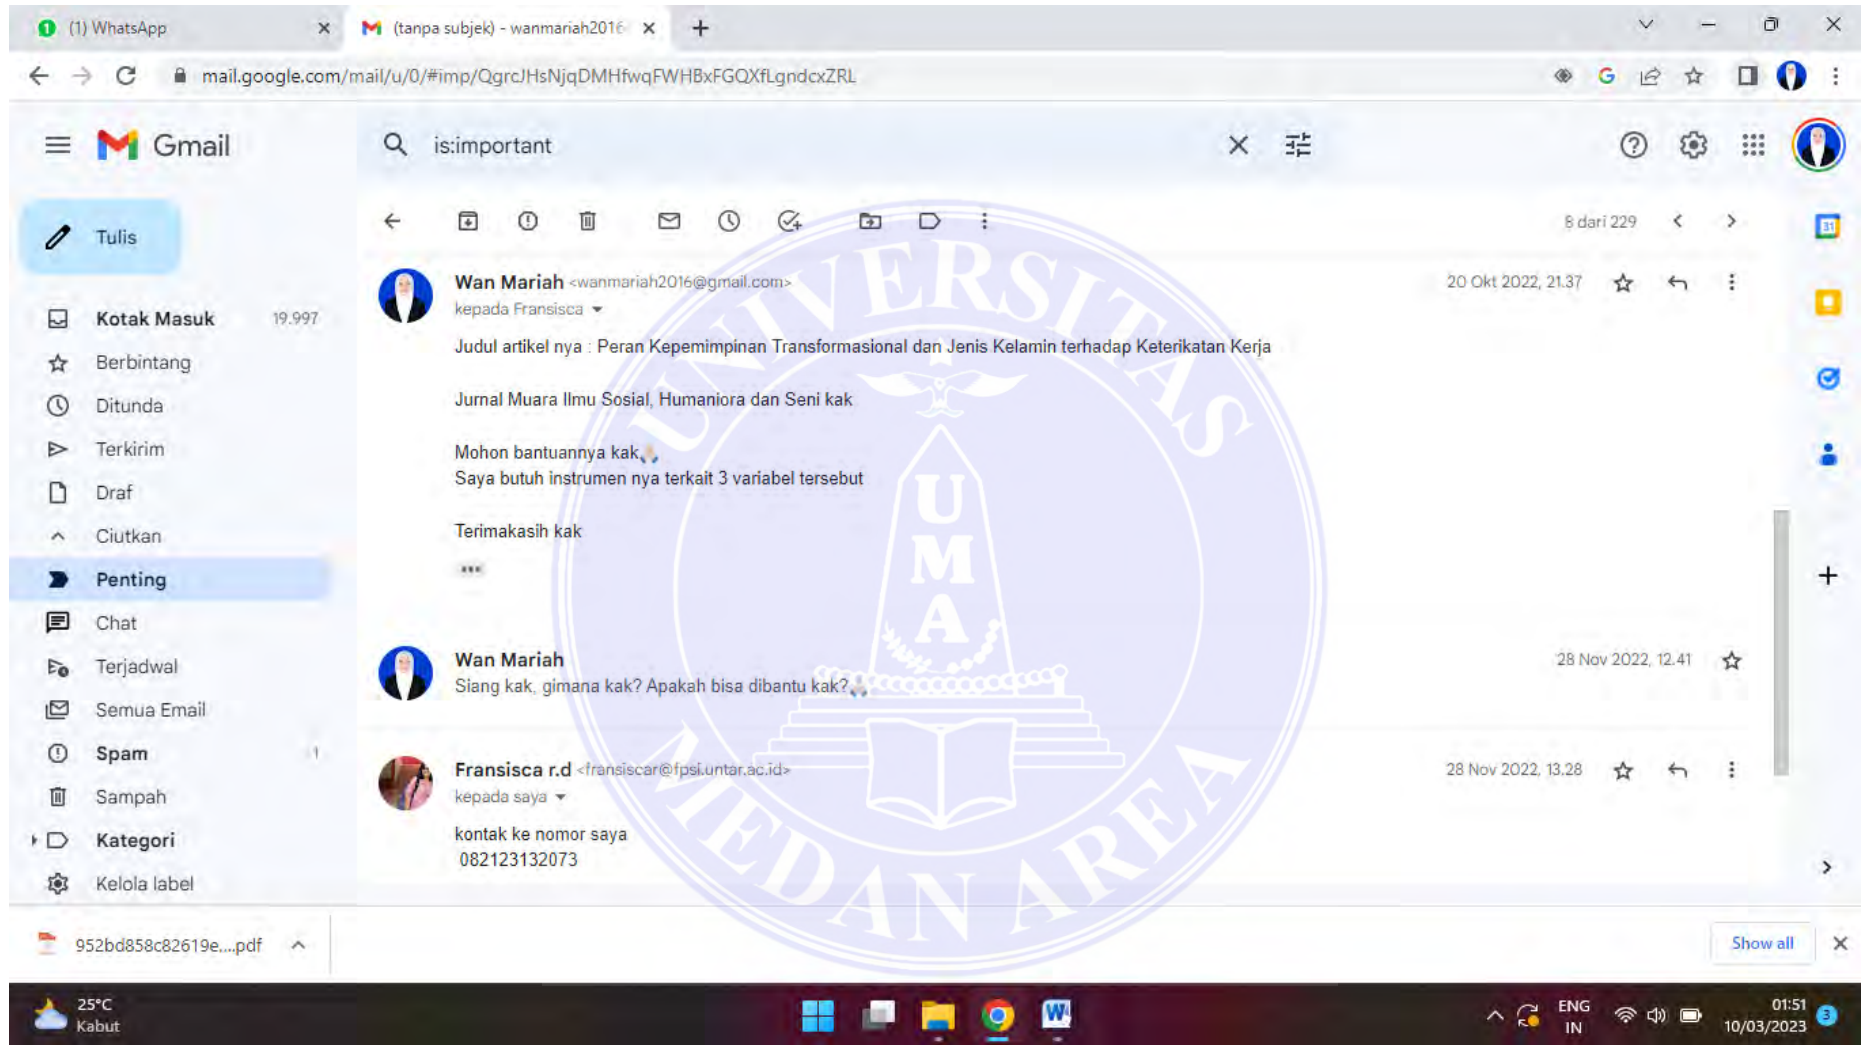 (1) WhatsApp
(tanpa subjek) - wanmariah2016
mail.google.com/mail/u/0/#imp/QgrcJHsNjqDMHfwqFWHBxFGQXfLgndcxZRL
Gmail
is:important
Tulis
8 dari 229
31
Kotak Masuk 19.997
Berbintang
Ditunda
Terkirim
Draf
Ciutkan
Penting
Chat
Terjadwal
Semua Email
Spam 1
Sampah
Kategori
Kelola label
Wan Mariah <wanmariah2016@gmail.com>
20 Okt 2022, 21.37
kepada Fransisca
Judul artikel nya : Peran Kepemimpinan Transformasional dan Jenis Kelamin terhadap Keterikatan Kerja
Jurnal Muara Ilmu Sosial, Humaniora dan Seni kak
Mohon bantuannya kak🙏🏻
Saya butuh instrumen nya terkait 3 variabel tersebut
Terimakasih kak
Wan Mariah
28 Nov 2022, 12.41
Siang kak, gimana kak? Apakah bisa dibantu kak?🙏🏻
Fransisca r.d <fransiscar@fpsi.untar.ac.id>
28 Nov 2022, 13.28
kepada saya
kontak ke nomor saya
082123132073
UNIVERSITAS
UMA
MEDAN AREA
952bd858c82619e....pdf
Show all
25°C
Kabut
ENG
IN
01:51
10/03/2023
3